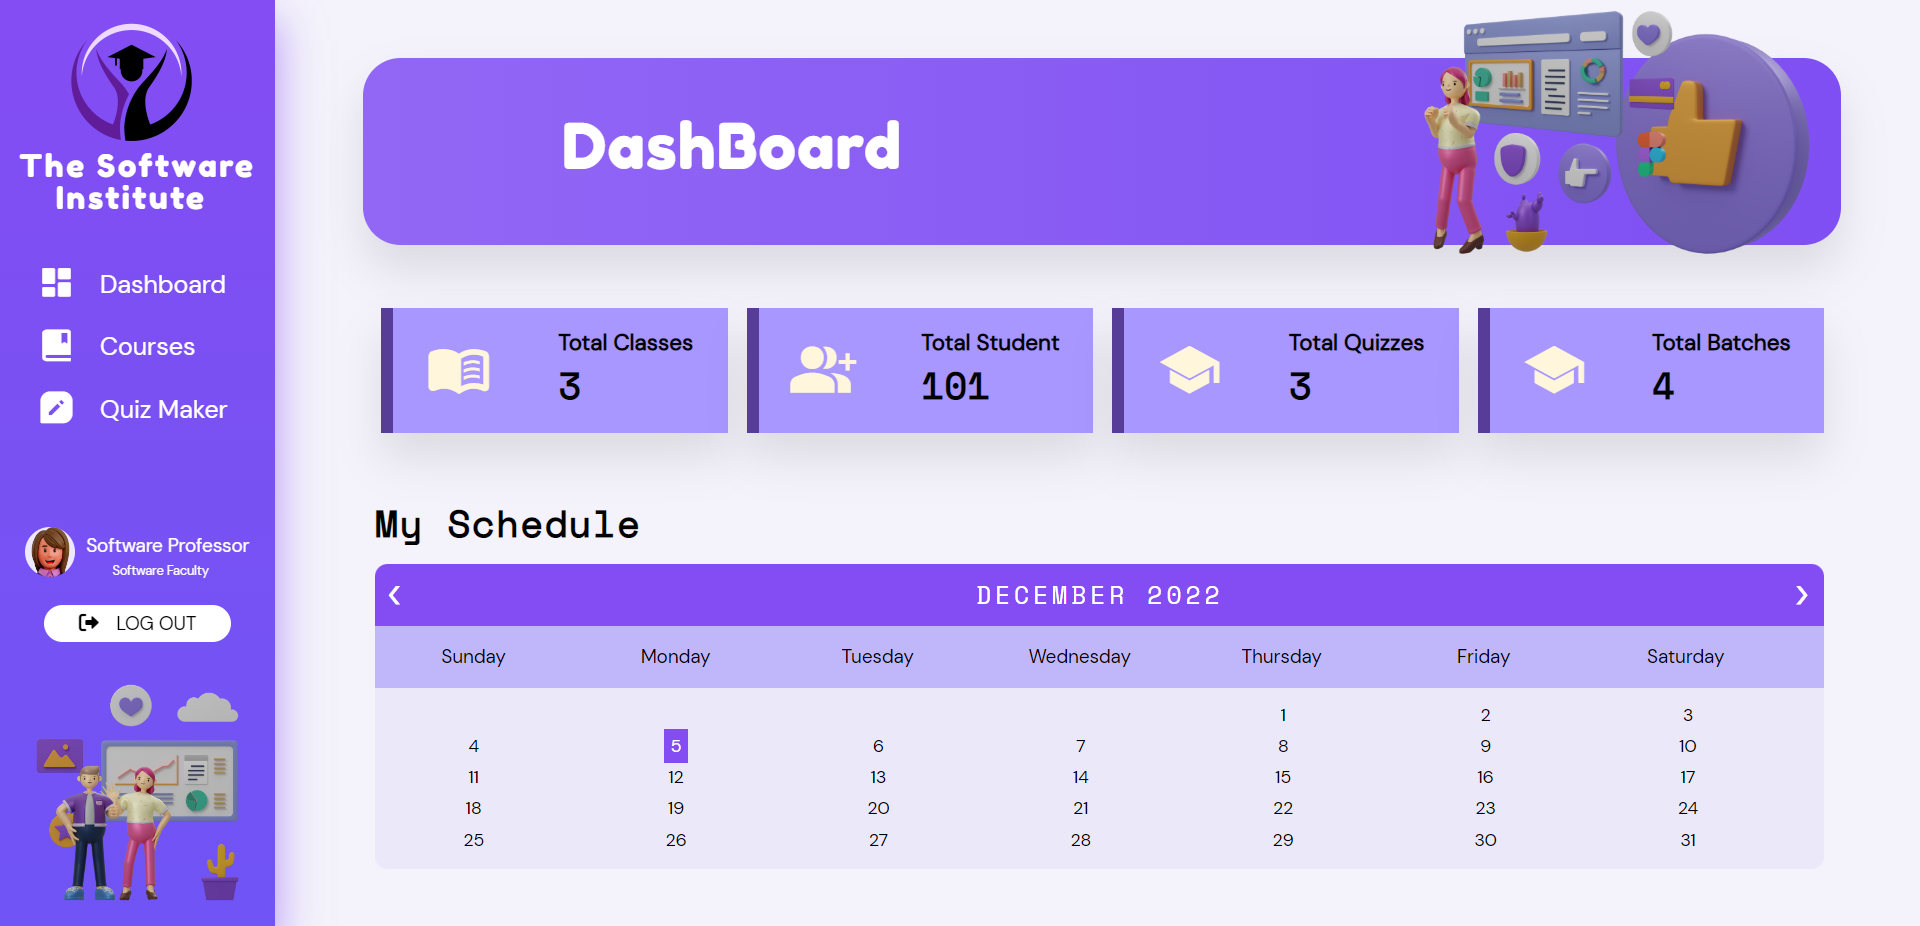 The Software
Institute
Dashboard
Courses
Quiz Maker
Software Professor
Software Faculty
LOG OUT
DashBoard
Total Classes
3
Total Student
101
Total Quizzes
3
Total Batches
4
My Schedule
❮ DECEMBER 2022 ❯
Sunday Monday Tuesday Wednesday Thursday Friday Saturday
1 2 3
4 5 6 7 8 9 10
11 12 13 14 15 16 17
18 19 20 21 22 23 24
25 26 27 28 29 30 31